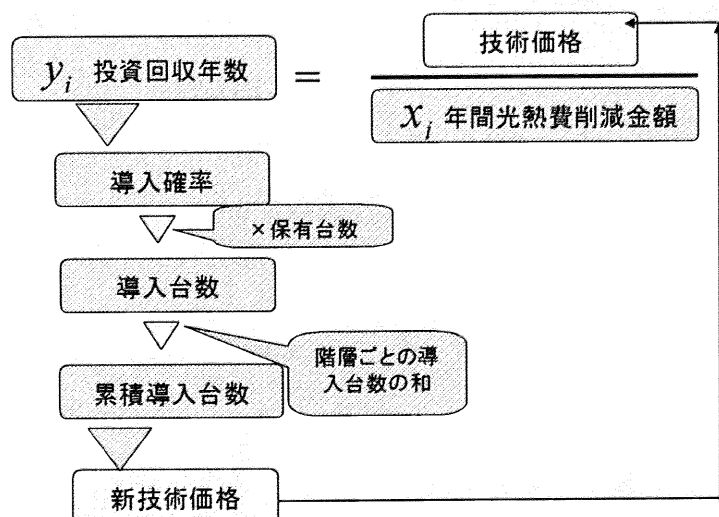 技術価格
y_i 投資回収年数 =
x_i 年間光熱費削減金額
導入確率
×保有台数
導入台数
階層ごとの導
入台数の和
累積導入台数
新技術価格